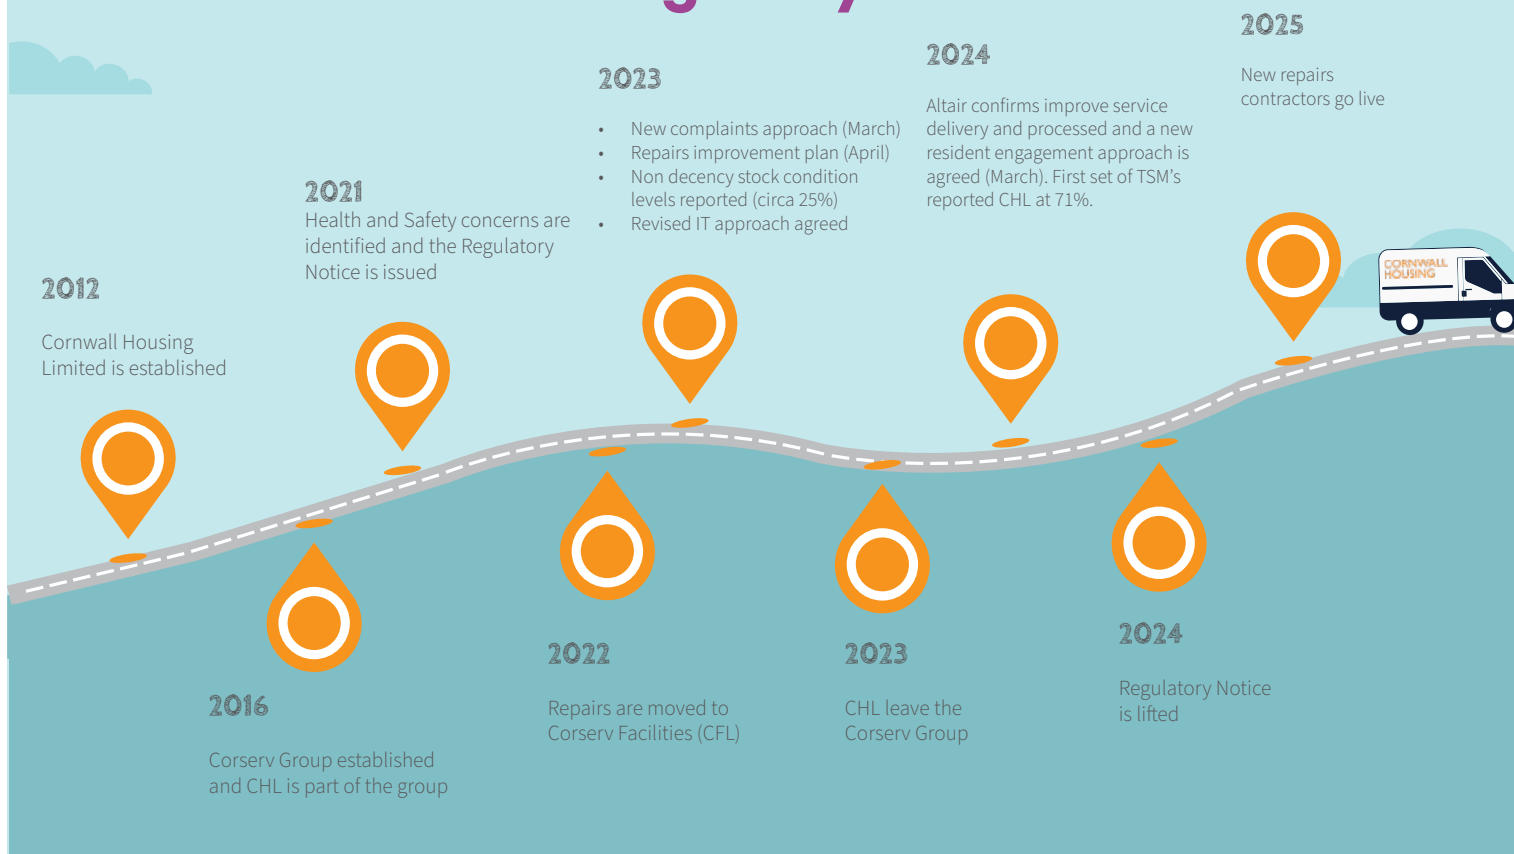 2012
Cornwall Housing
Limited is established
2016
Corserv Group established
and CHL is part of the group
2021
Health and Safety concerns are
identified and the Regulatory
Notice is issued
2022
Repairs are moved to
Corserv Facilities (CFL)
2023
• New complaints approach (March)
• Repairs improvement plan (April)
• Non decency stock condition
levels reported (circa 25%)
• Revised IT approach agreed
2023
CHL leave the
Corserv Group
2024
Altair confirms improve service
delivery and processed and a new
resident engagement approach is
agreed (March). First set of TSM’s
reported CHL at 71%.
2024
Regulatory Notice
is lifted
2025
New repairs
contractors go live
CORNWALL
HOUSING